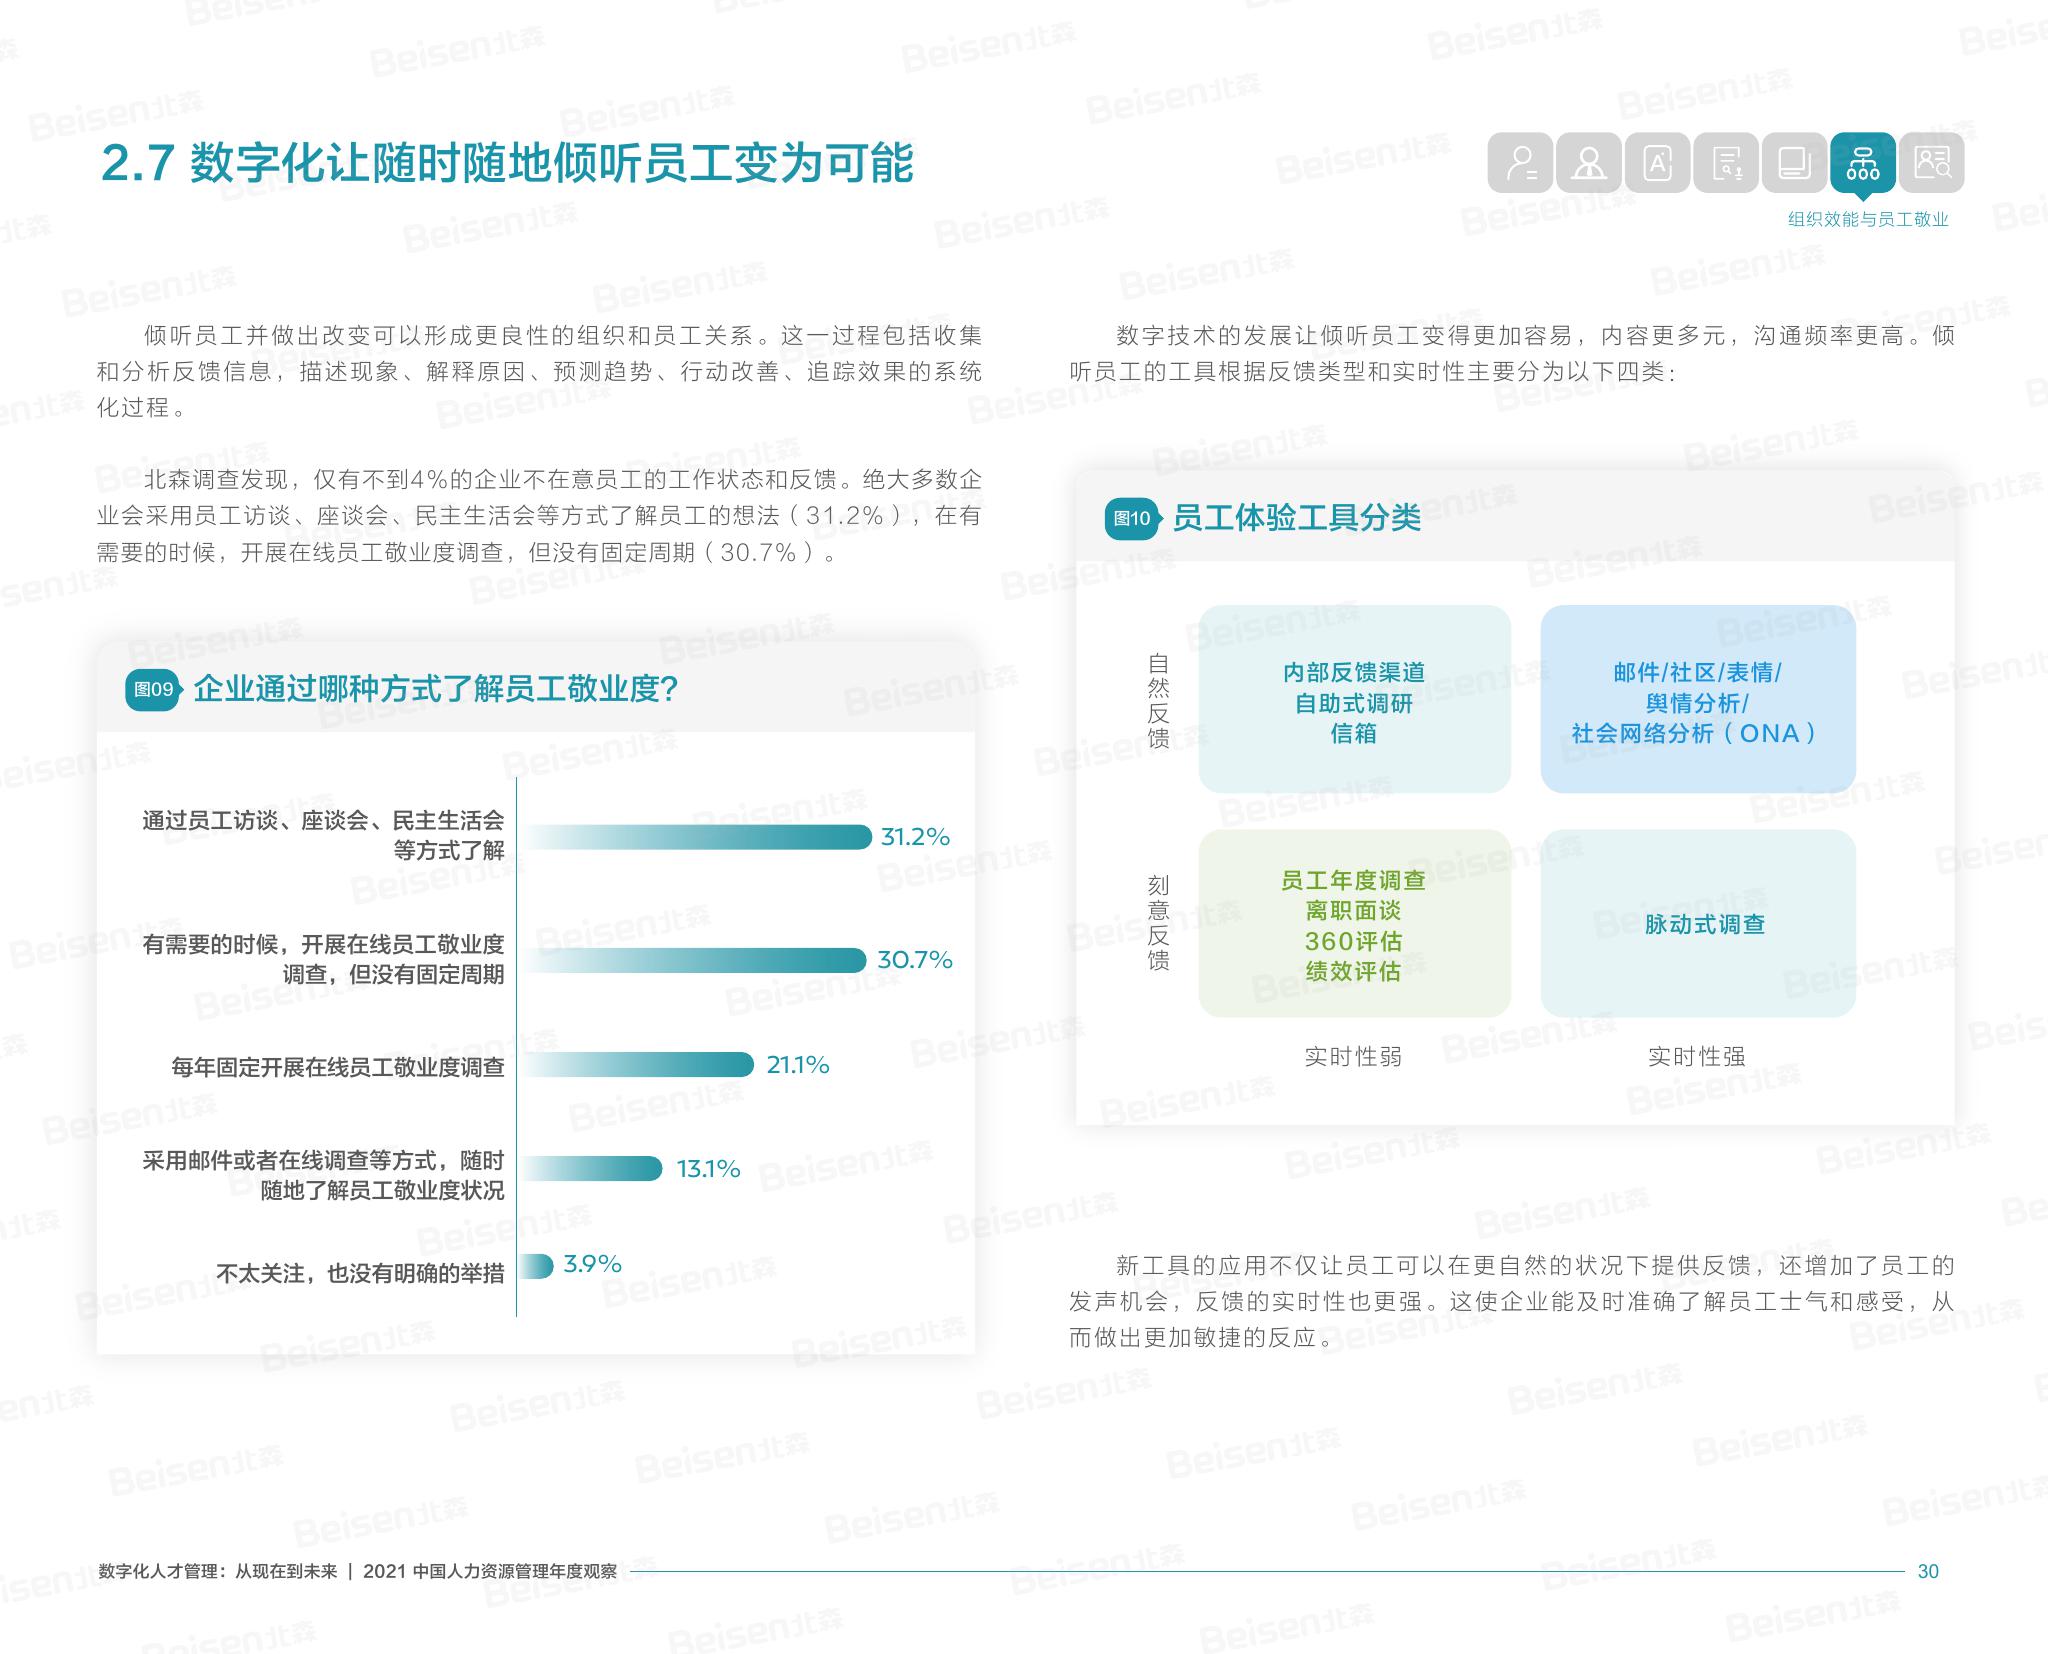 2.7 数字化让随时随地倾听员工变为可能
A
组织效能与员工敬业
倾听员工并做出改变可以形成更良性的组织和员工关系。这一过程包括收集
和分析反馈信息，描述现象、解释原因、预测趋势、行动改善、追踪效果的系统
化过程。
北森调查发现，仅有不到4%的企业不在意员工的工作状态和反馈。绝大多数企
业会采用员工访谈、座谈会、民主生活会等方式了解员工的想法（31.2%），在有
需要的时候，开展在线员工敬业度调查，但没有固定周期（30.7%）。
图09 企业通过哪种方式了解员工敬业度？
通过员工访谈、座谈会、民主生活会
等方式了解
31.2%
有需要的时候，开展在线员工敬业度
调查，但没有固定周期
30.7%
每年固定开展在线员工敬业度调查
21.1%
采用邮件或者在线调查等方式，随时
随地了解员工敬业度状况
13.1%
不太关注，也没有明确的举措
3.9%
数字技术的发展让倾听员工变得更加容易，内容更多元，沟通频率更高。倾
听员工的工具根据反馈类型和实时性主要分为以下四类：
图10 员工体验工具分类
自然反馈
内部反馈渠道
自助式调研
信箱
邮件/社区/表情/
舆情分析/
社会网络分析（ONA）
刻意反馈
员工年度调查
离职面谈
360评估
绩效评估
脉动式调查
实时性弱
实时性强
新工具的应用不仅让员工可以在更自然的状况下提供反馈，还增加了员工的
发声机会，反馈的实时性也更强。这使企业能及时准确了解员工士气和感受，从
而做出更加敏捷的反应。
数字化人才管理：从现在到未来 | 2021 中国人力资源管理年度观察
30
Beisen北森